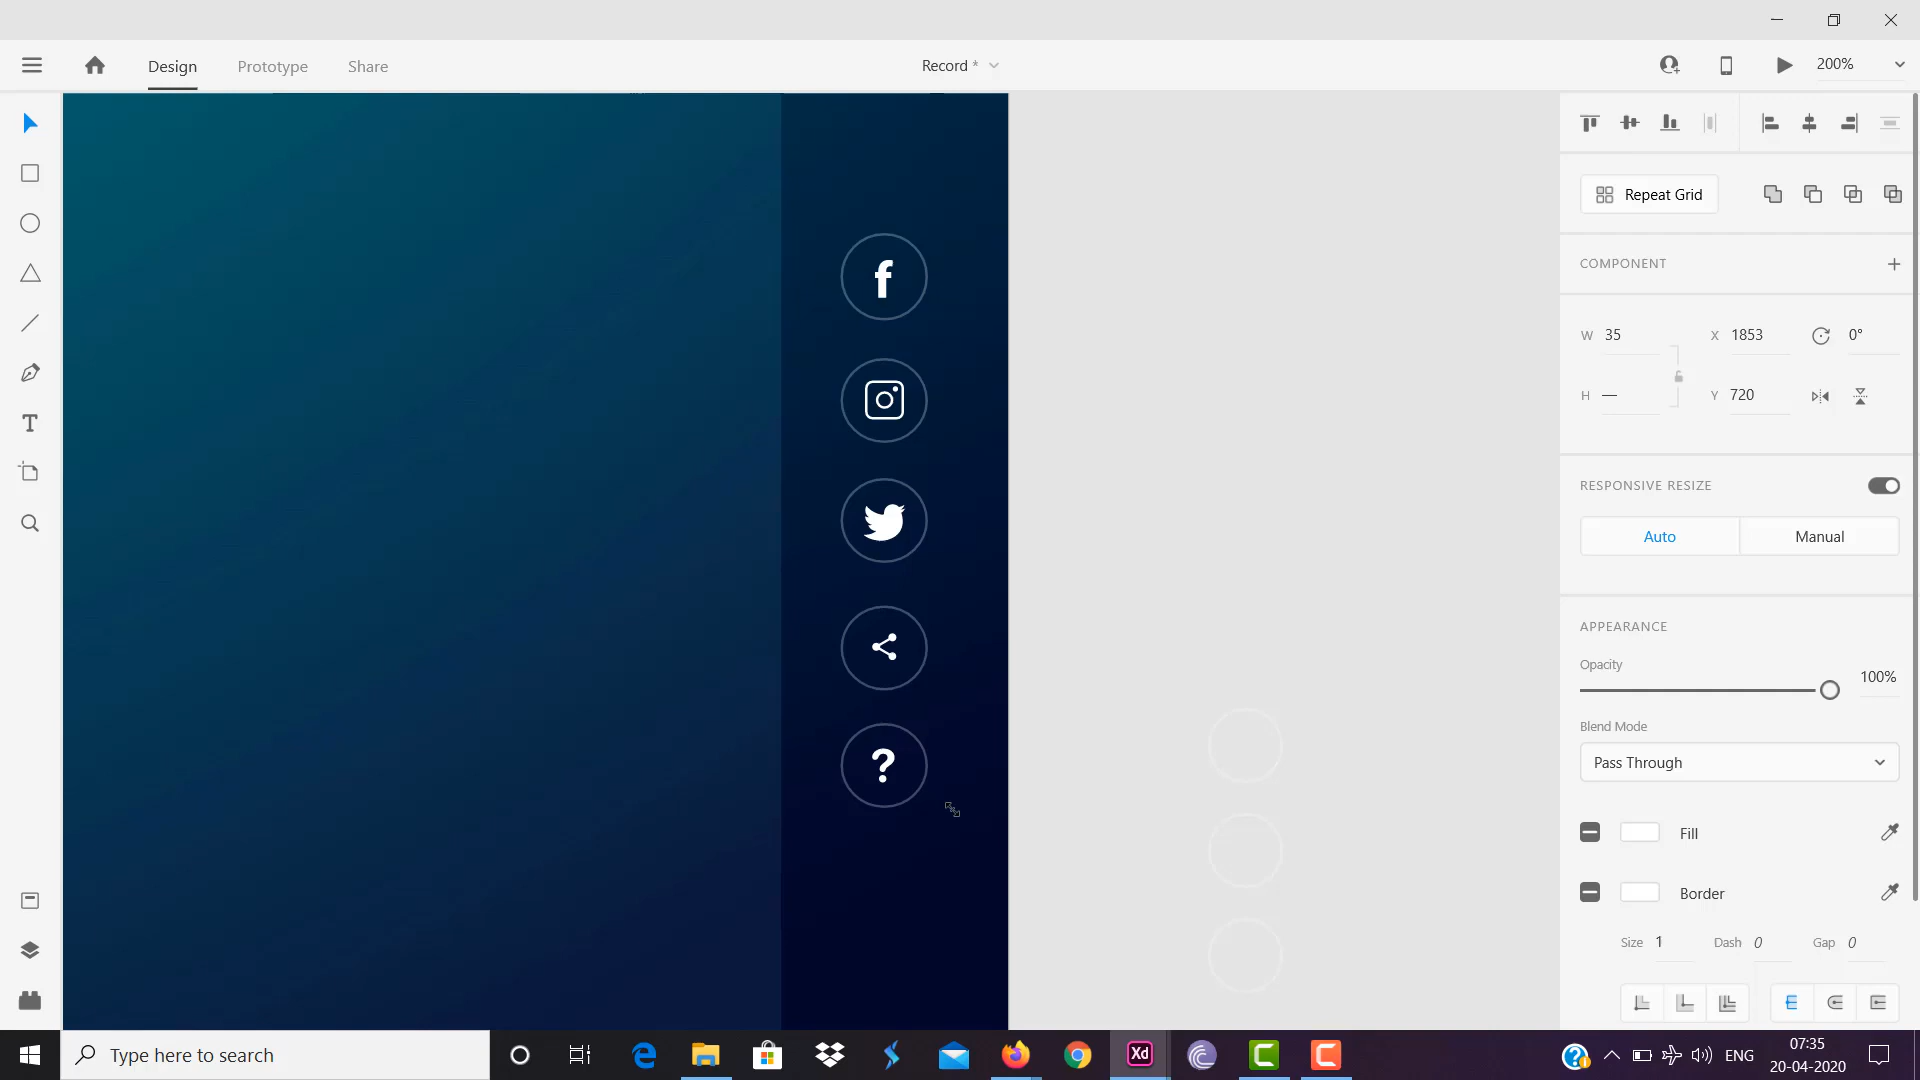 Design
Prototype
Share
Record *
200%
Repeat Grid
COMPONENT
W 35
X 1853
0°
H —
Y 720
RESPONSIVE RESIZE
Auto
Manual
APPEARANCE
Opacity
100%
Blend Mode
Pass Through
Fill
Border
Size 1
Dash 0
Gap 0
Type here to search
Xd
ENG
07:35
20-04-2020